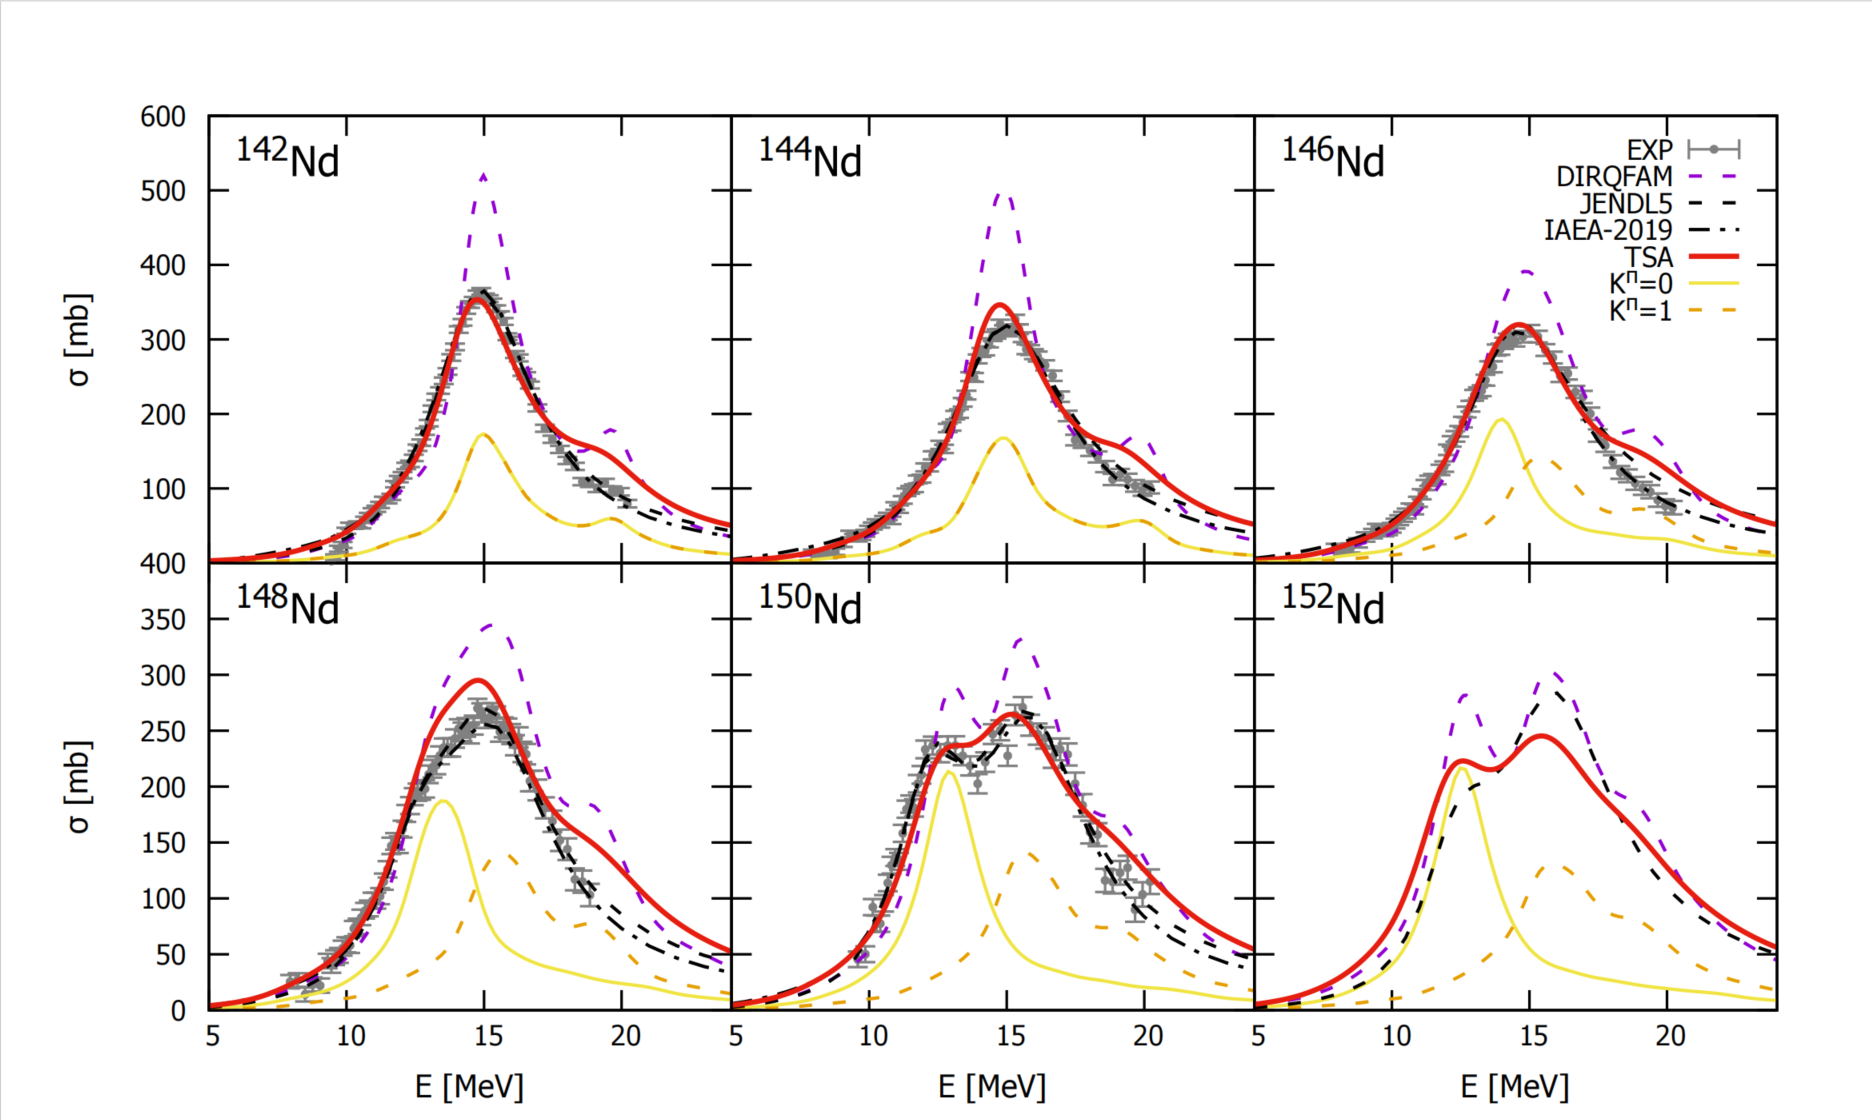 600
500
400
300
200
100
400
σ [mb]
¹⁴²Nd
¹⁴⁴Nd
¹⁴⁶Nd
EXP
DIRQFAM
JENDL5
IAEA-2019
TSA
Kᴨ=0
Kᴨ=1
350
300
250
200
150
100
50
0
σ [mb]
¹⁴⁸Nd
¹⁵⁰Nd
¹⁵²Nd
5 10 15 20 5 10 15 20 5 10 15 20
E [MeV] E [MeV] E [MeV]